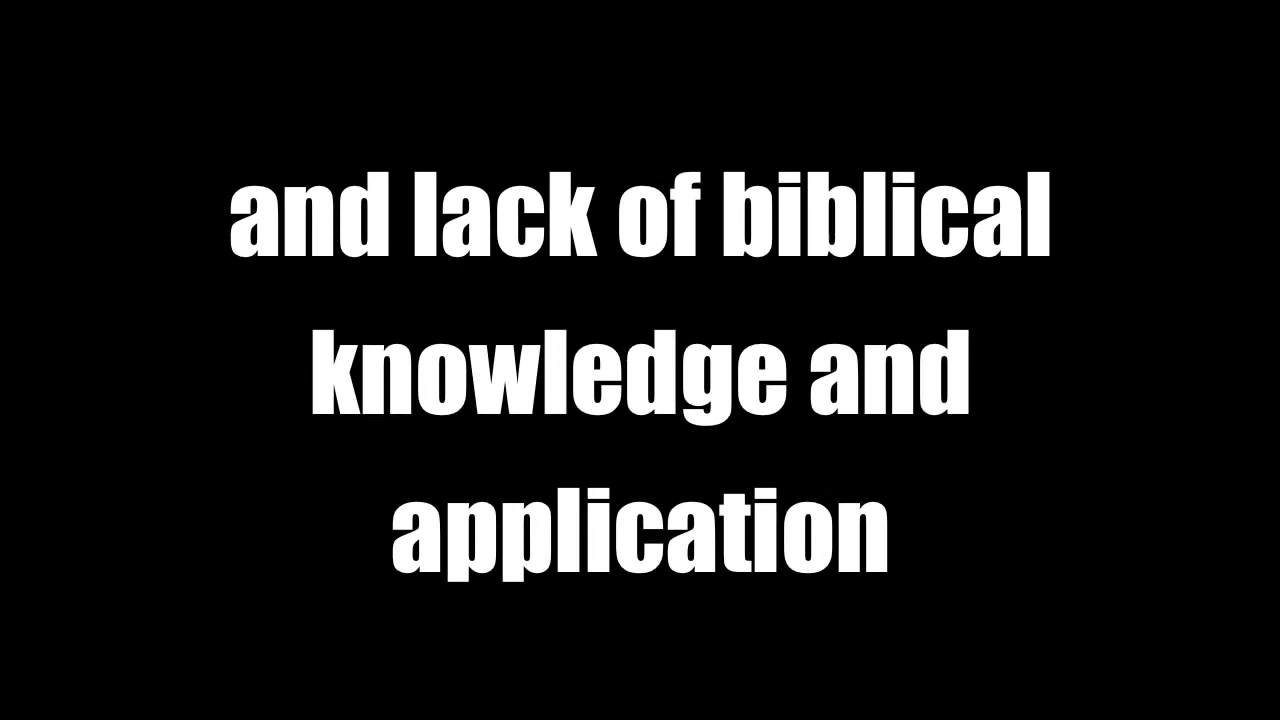 and lack of biblical
knowledge and
application